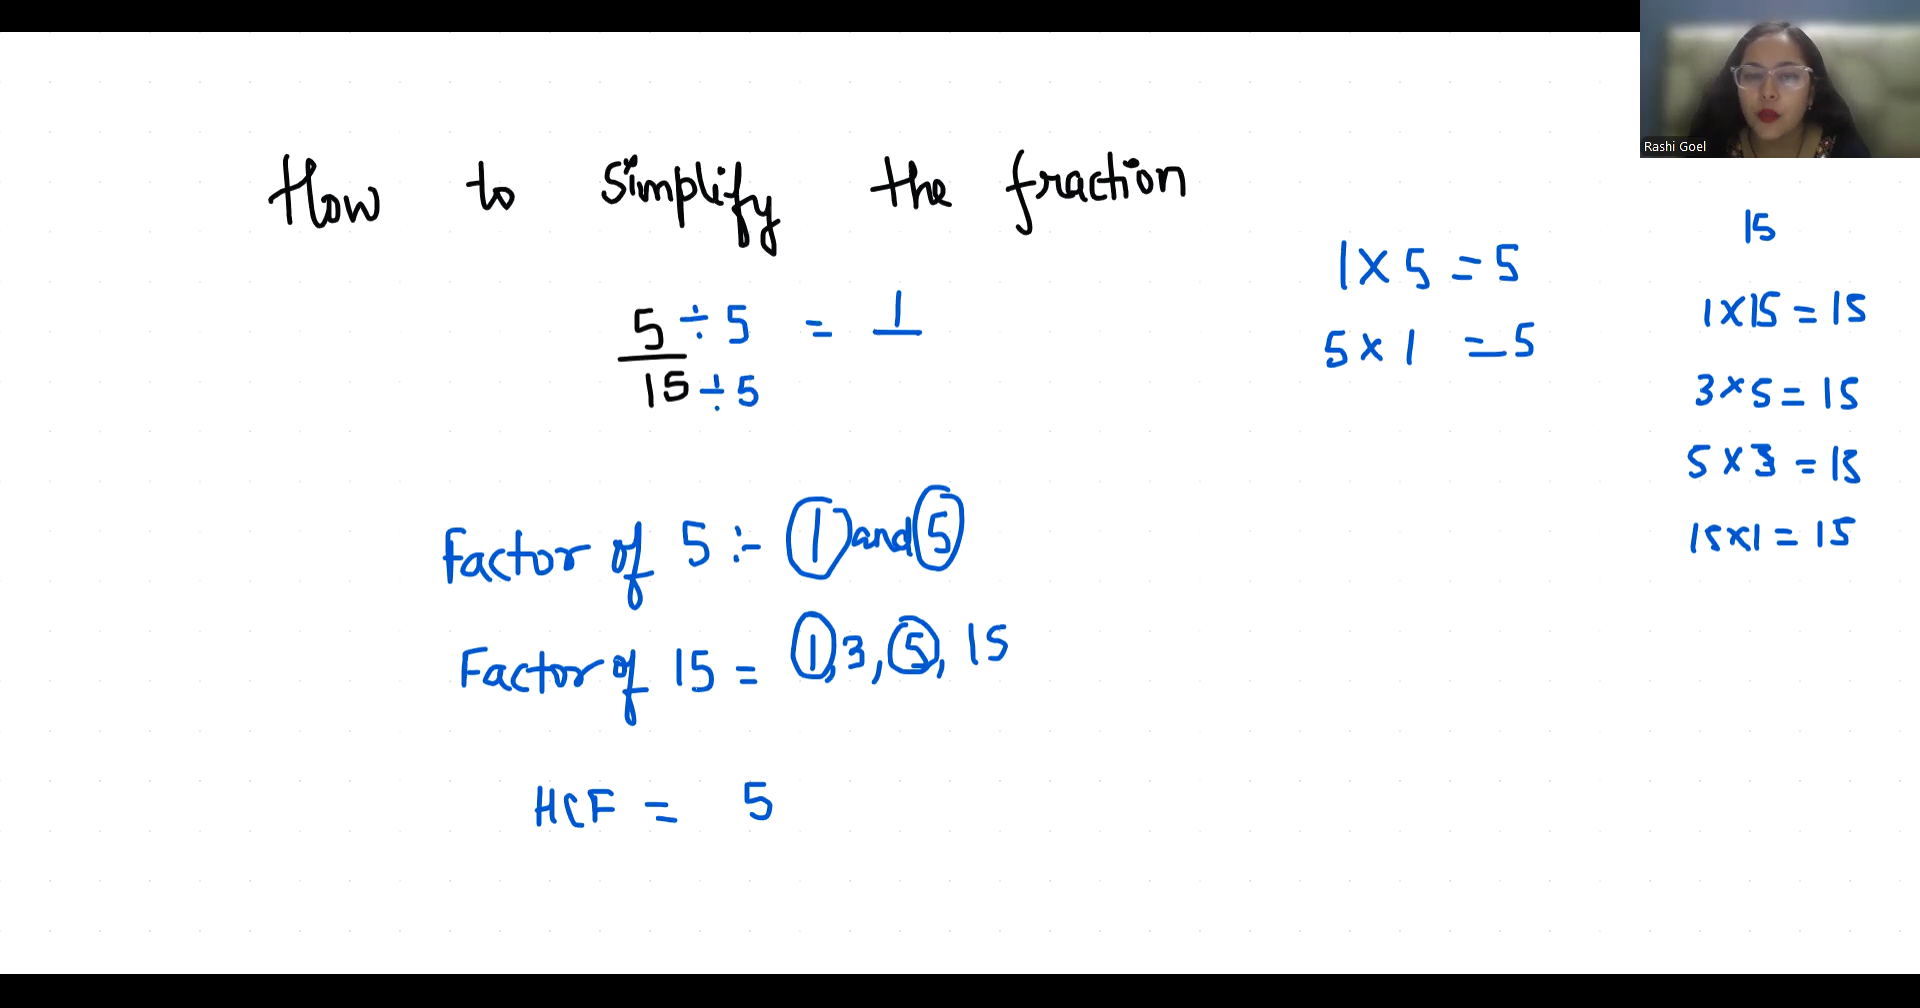 How to simplify the fraction
5 ÷ 5 = 1
15 ÷ 5
Factor of 5 :- 1 and 5
Factor of 15 = 1, 3, 5, 15
HCF = 5
1 × 5 = 5
5 × 1 = 5
15
1 × 15 = 15
3 × 5 = 15
5 × 3 = 15
15 × 1 = 15
Rashi Goel